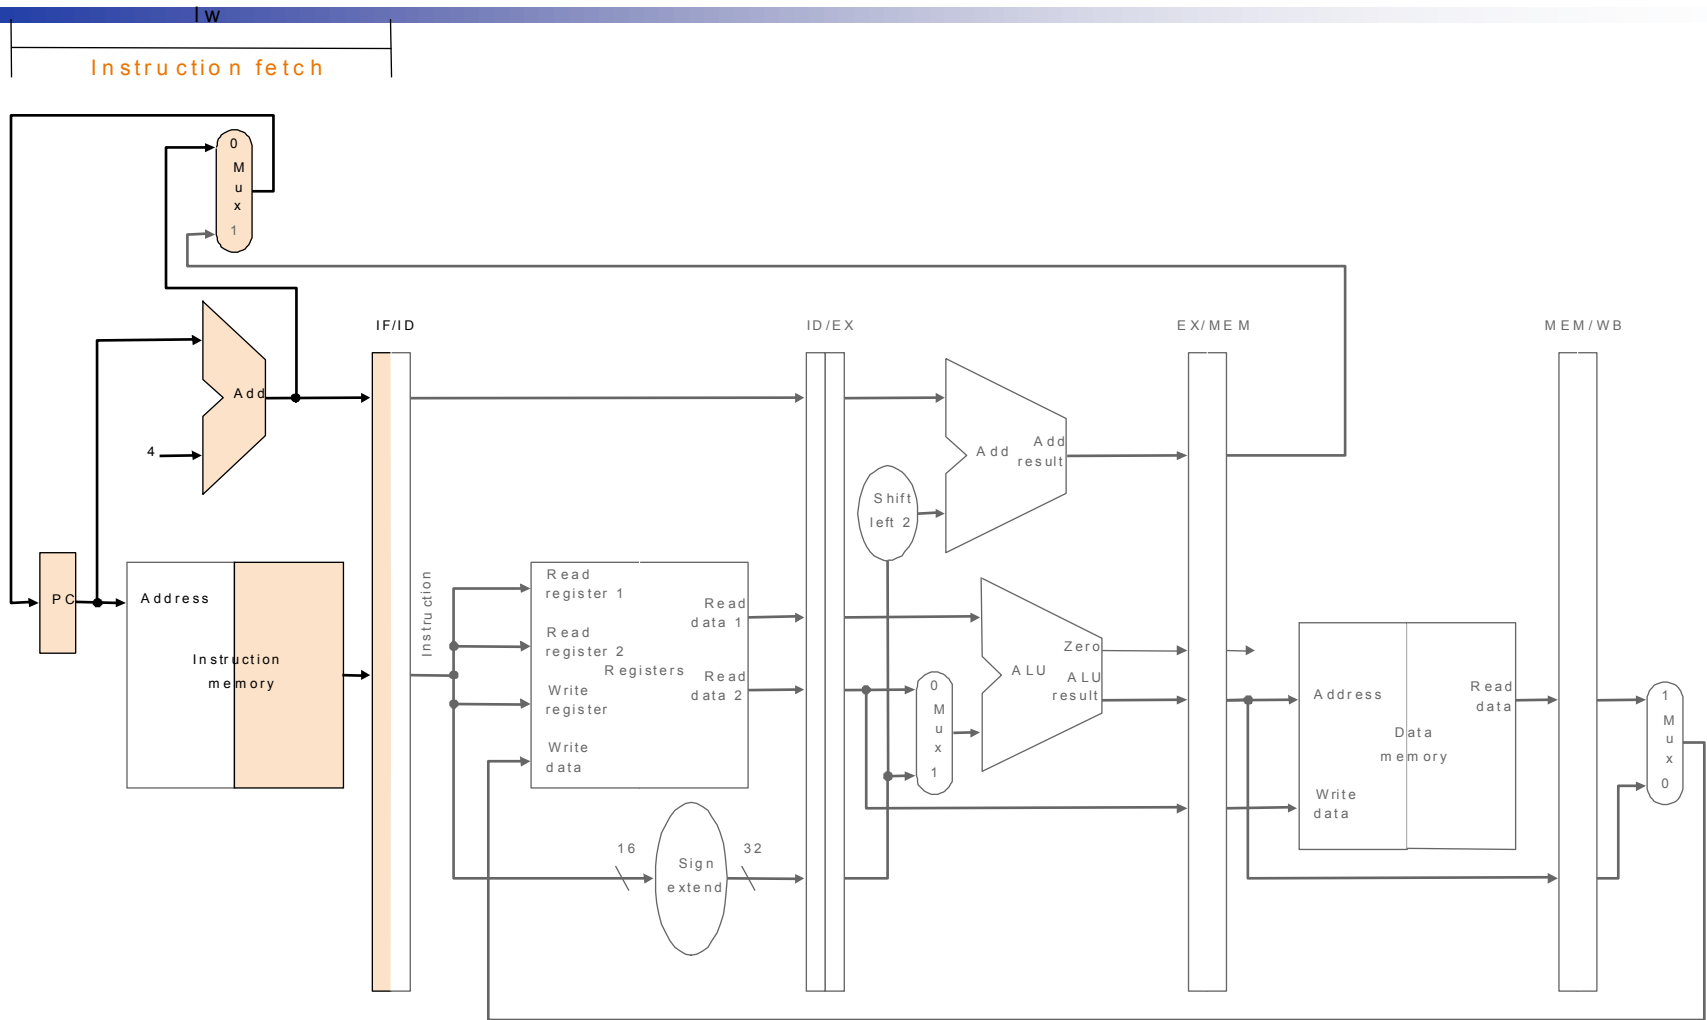 lw
Instruction fetch
0
M
u
x
1
IF/ID
ID/EX
EX/MEM
MEM/WB
Add
4
Add
Add
result
Shift
left 2
PC
Address
Instruction
memory
Instruction
Read
register 1
Read
register 2
Registers
Write
register
Write
data
Read
data 1
Read
data 2
0
M
u
x
1
Zero
ALU
ALU
result
Address
Read
data
Data
memory
Write
data
1
M
u
x
0
16
Sign
extend
32